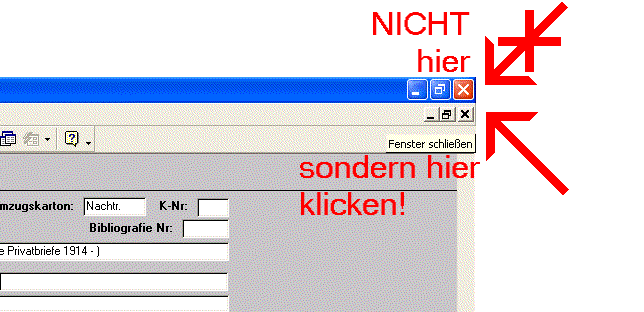 NICHT
hier
Fenster schließen
sondern hier
klicken!
mzugskarton: Nachtr. K-Nr:
Bibliografie Nr:
e Privatbriefe 1914 - )